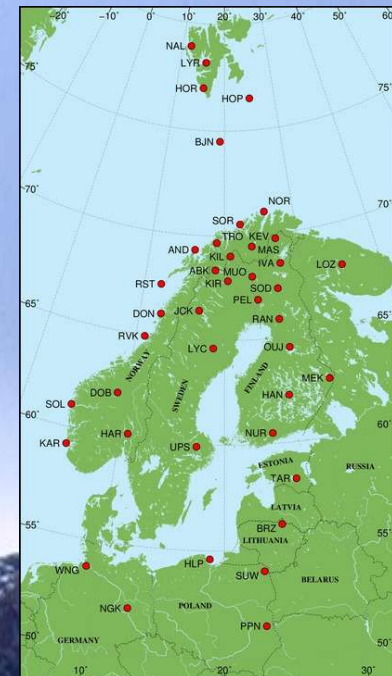 -20° -10° 0° 10° 20° 30° 40° 50° 60°
NAL
75° LYR
HOR HOP 75°
BJN
70° NOR 70°
SOR
TRO KEV
AND MAS
KIL IVA LOZ
ABK MUO
RST KIR SOD
65° PEL
DON JCK RAN 65°
RVK LYC OUJ
NORWAY FINLAND MEK
SOL DOB SWEDEN HAN
60°
KAR HAR UPS NUR 60°
ESTONIA RUSSIA
TAR
LATVIA
55° BRZ
LITHUANIA 55°
WNG HLP SUW
BELARUS
NGK POLAND
PPN
50° GERMANY 50°
10° 20° 30°